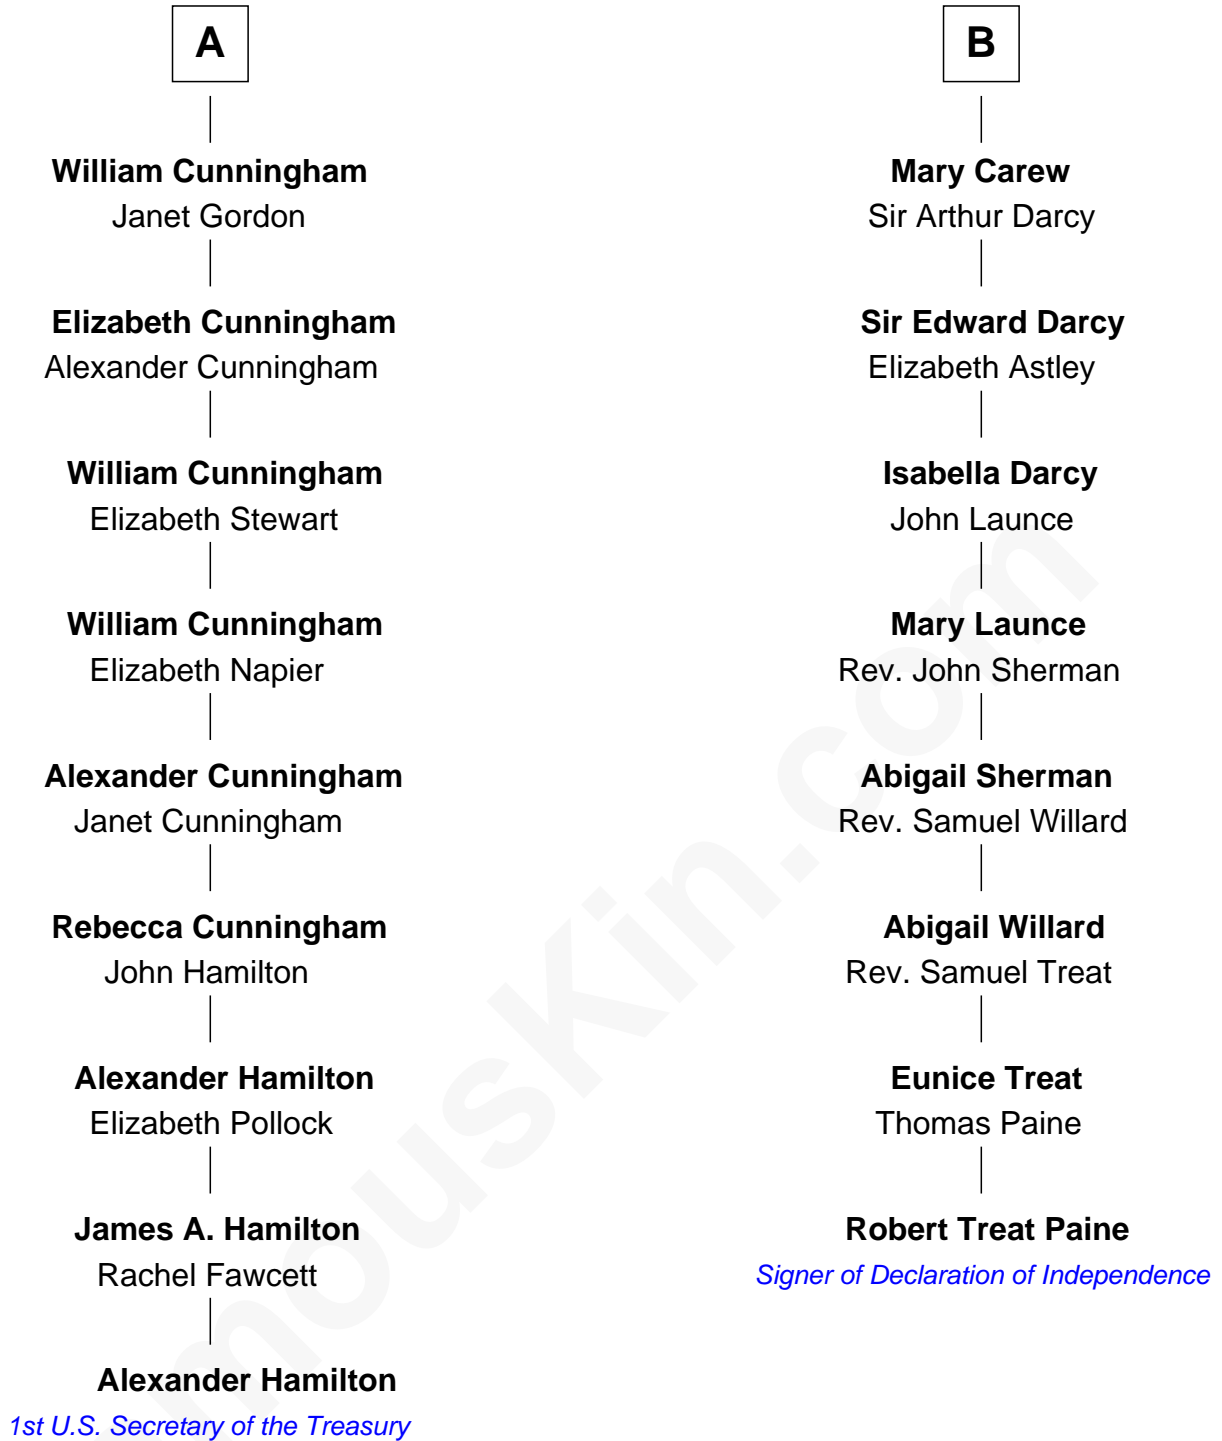 A
William Cunningham
Janet Gordon
Elizabeth Cunningham
Alexander Cunningham
William Cunningham
Elizabeth Stewart
William Cunningham
Elizabeth Napier
Alexander Cunningham
Janet Cunningham
Rebecca Cunningham
John Hamilton
Alexander Hamilton
Elizabeth Pollock
James A. Hamilton
Rachel Fawcett
Alexander Hamilton
1st U.S. Secretary of the Treasury
B
Mary Carew
Sir Arthur Darcy
Sir Edward Darcy
Elizabeth Astley
Isabella Darcy
John Launce
Mary Launce
Rev. John Sherman
Abigail Sherman
Rev. Samuel Willard
Abigail Willard
Rev. Samuel Treat
Eunice Treat
Thomas Paine
Robert Treat Paine
Signer of Declaration of Independence
mouskin.com